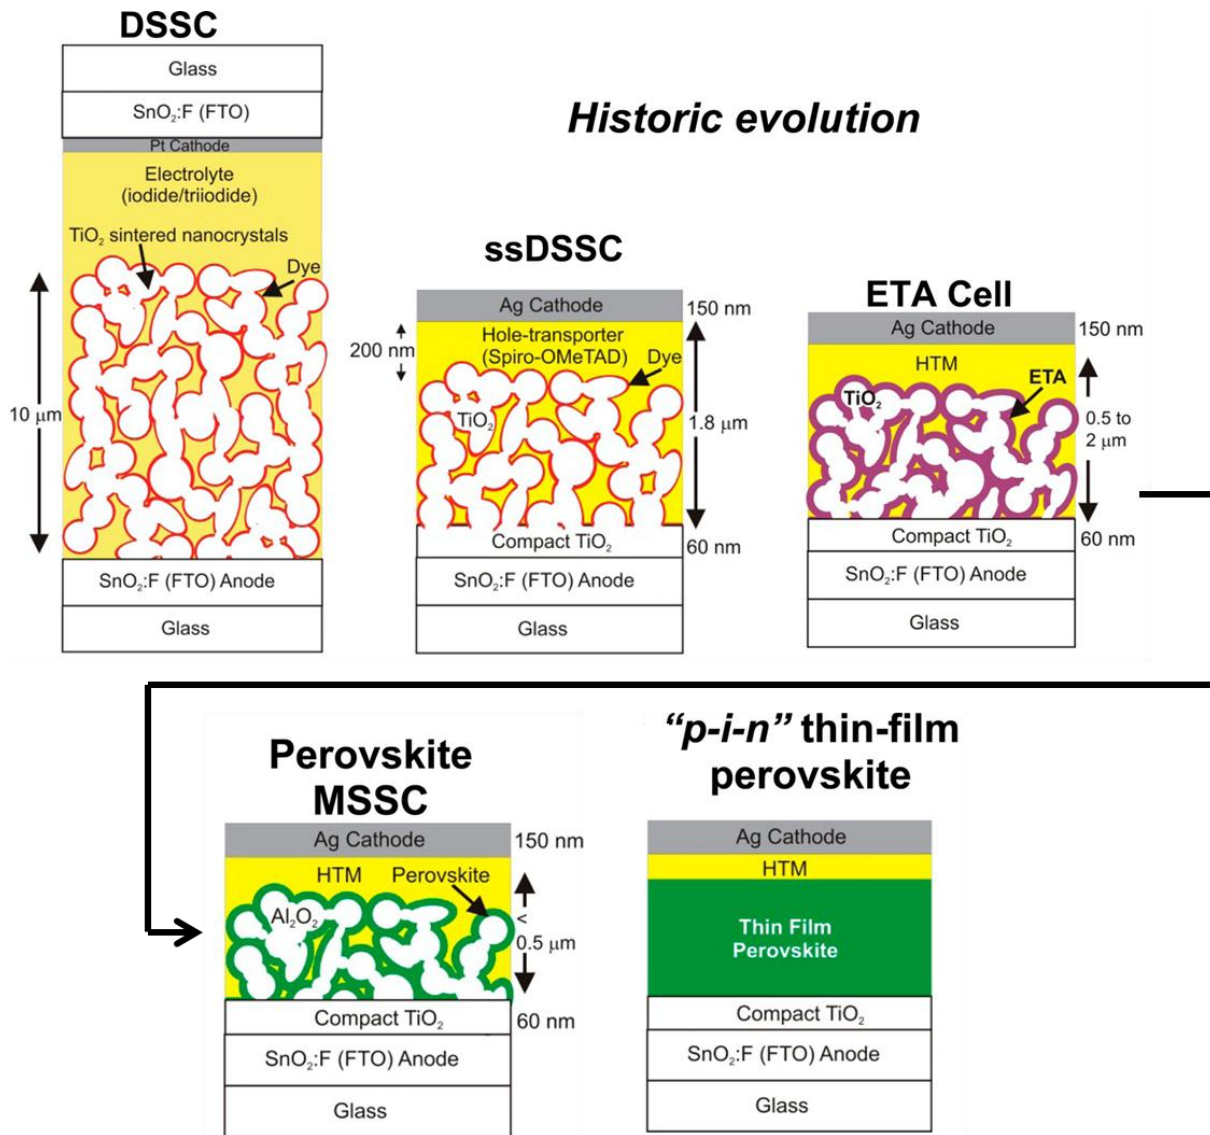 DSSC
Glass
SnO₂:F (FTO)
Pt Cathode
Electrolyte
(iodide/triiodide)
TiO₂ sintered nanocrystals
Dye
10 μm
SnO₂:F (FTO) Anode
Glass
Historic evolution
ssDSSC
Ag Cathode
150 nm
200 nm
Hole-transporter
(Spiro-OMeTAD)
Dye
TiO₂
1.8 μm
Compact TiO₂
60 nm
SnO₂:F (FTO) Anode
Glass
ETA Cell
Ag Cathode
150 nm
HTM
ETA
TiO₂
0.5 to
2 μm
Compact TiO₂
60 nm
SnO₂:F (FTO) Anode
Glass
Perovskite
MSSC
Ag Cathode
150 nm
HTM
Perovskite
Al₂O₂
<
0.5 μm
Compact TiO₂
60 nm
SnO₂:F (FTO) Anode
Glass
“p-i-n” thin-film
perovskite
Ag Cathode
HTM
Thin Film
Perovskite
Compact TiO₂
SnO₂:F (FTO) Anode
Glass